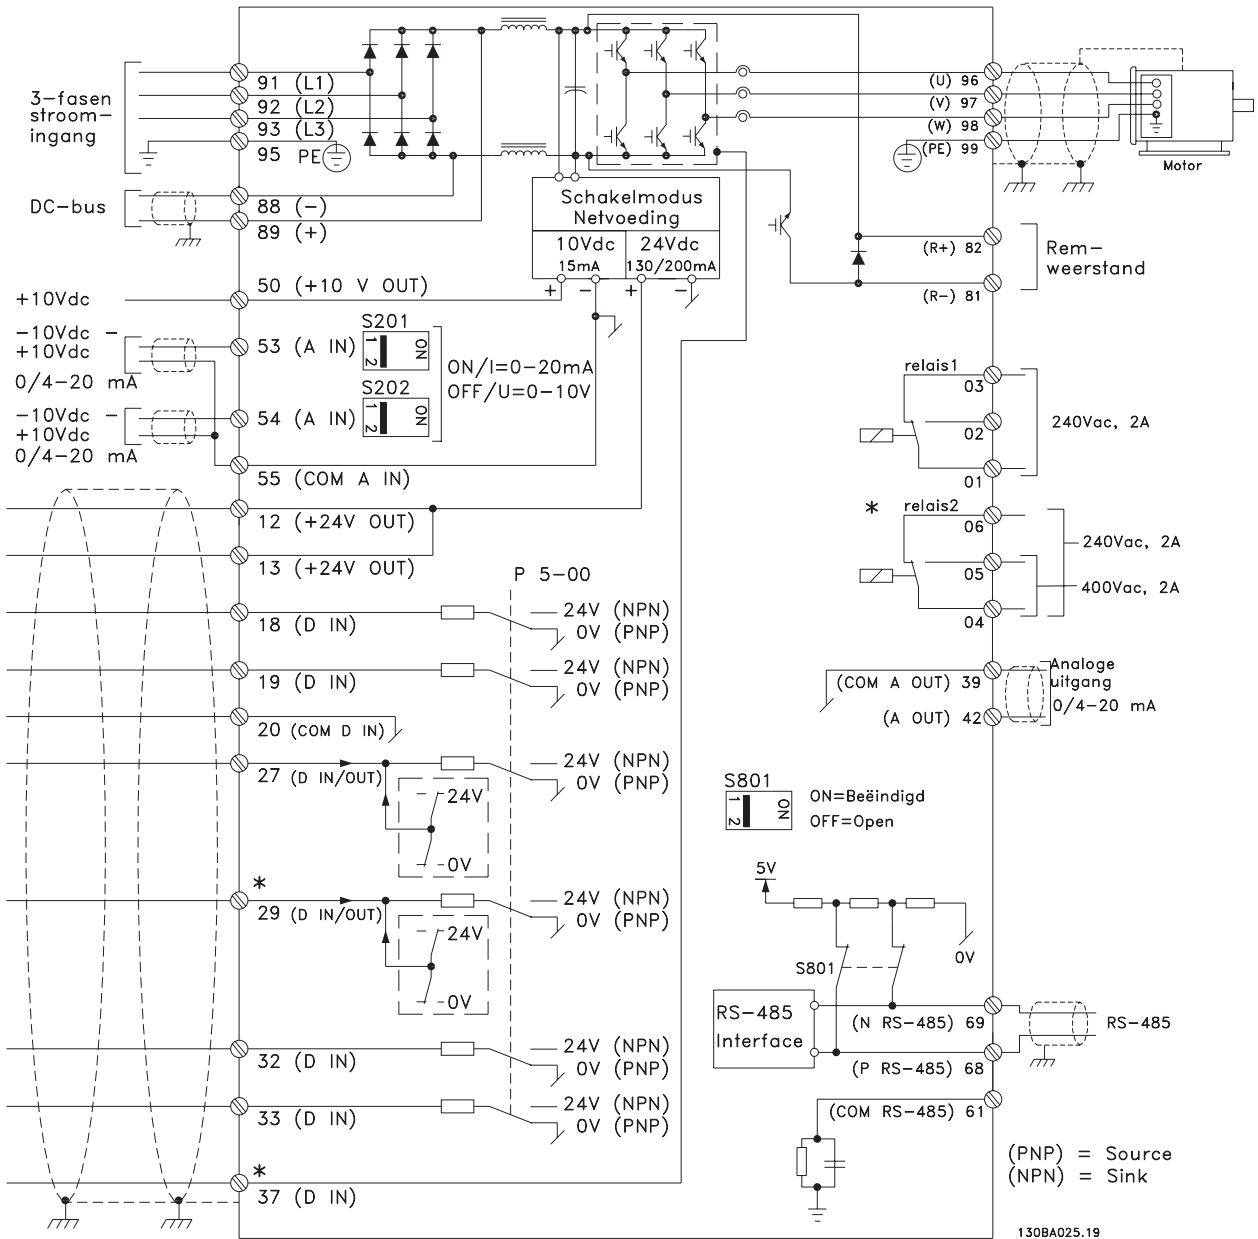 3-fasen
stroom-
ingang
91 (L1)
92 (L2)
93 (L3)
95 PE
DC-bus
88 (-)
89 (+)
Schakelmodus
Netvoeding
10Vdc
15mA
24Vdc
130/200mA
+ - + -
(U) 96
(V) 97
(W) 98
(PE) 99
Motor
(R+) 82
(R-) 81
Rem-
weerstand
+10Vdc
50 (+10 V OUT)
-10Vdc -
+10Vdc
0/4-20 mA
53 (A IN)
S201
1 2 ON
ON/I=0-20mA
OFF/U=0-10V
S202
1 2 ON
-10Vdc -
+10Vdc
0/4-20 mA
54 (A IN)
55 (COM A IN)
12 (+24V OUT)
13 (+24V OUT)
relais1
03
02
01
240Vac, 2A
* relais2
06
05
04
240Vac, 2A
400Vac, 2A
P 5-00
18 (D IN)
24V (NPN)
0V (PNP)
19 (D IN)
24V (NPN)
0V (PNP)
20 (COM D IN)
27 (D IN/OUT)
24V (NPN)
0V (PNP)
24V
0V
*
29 (D IN/OUT)
24V (NPN)
0V (PNP)
24V
0V
32 (D IN)
24V (NPN)
0V (PNP)
33 (D IN)
24V (NPN)
0V (PNP)
*
37 (D IN)
(COM A OUT) 39
(A OUT) 42
Analoge
uitgang
0/4-20 mA
S801
1 2 ON
ON=Beëindigd
OFF=Open
5V
0V
S801
RS-485
Interface
(N RS-485) 69
(P RS-485) 68
(COM RS-485) 61
RS-485
(PNP) = Source
(NPN) = Sink
130BA025.19